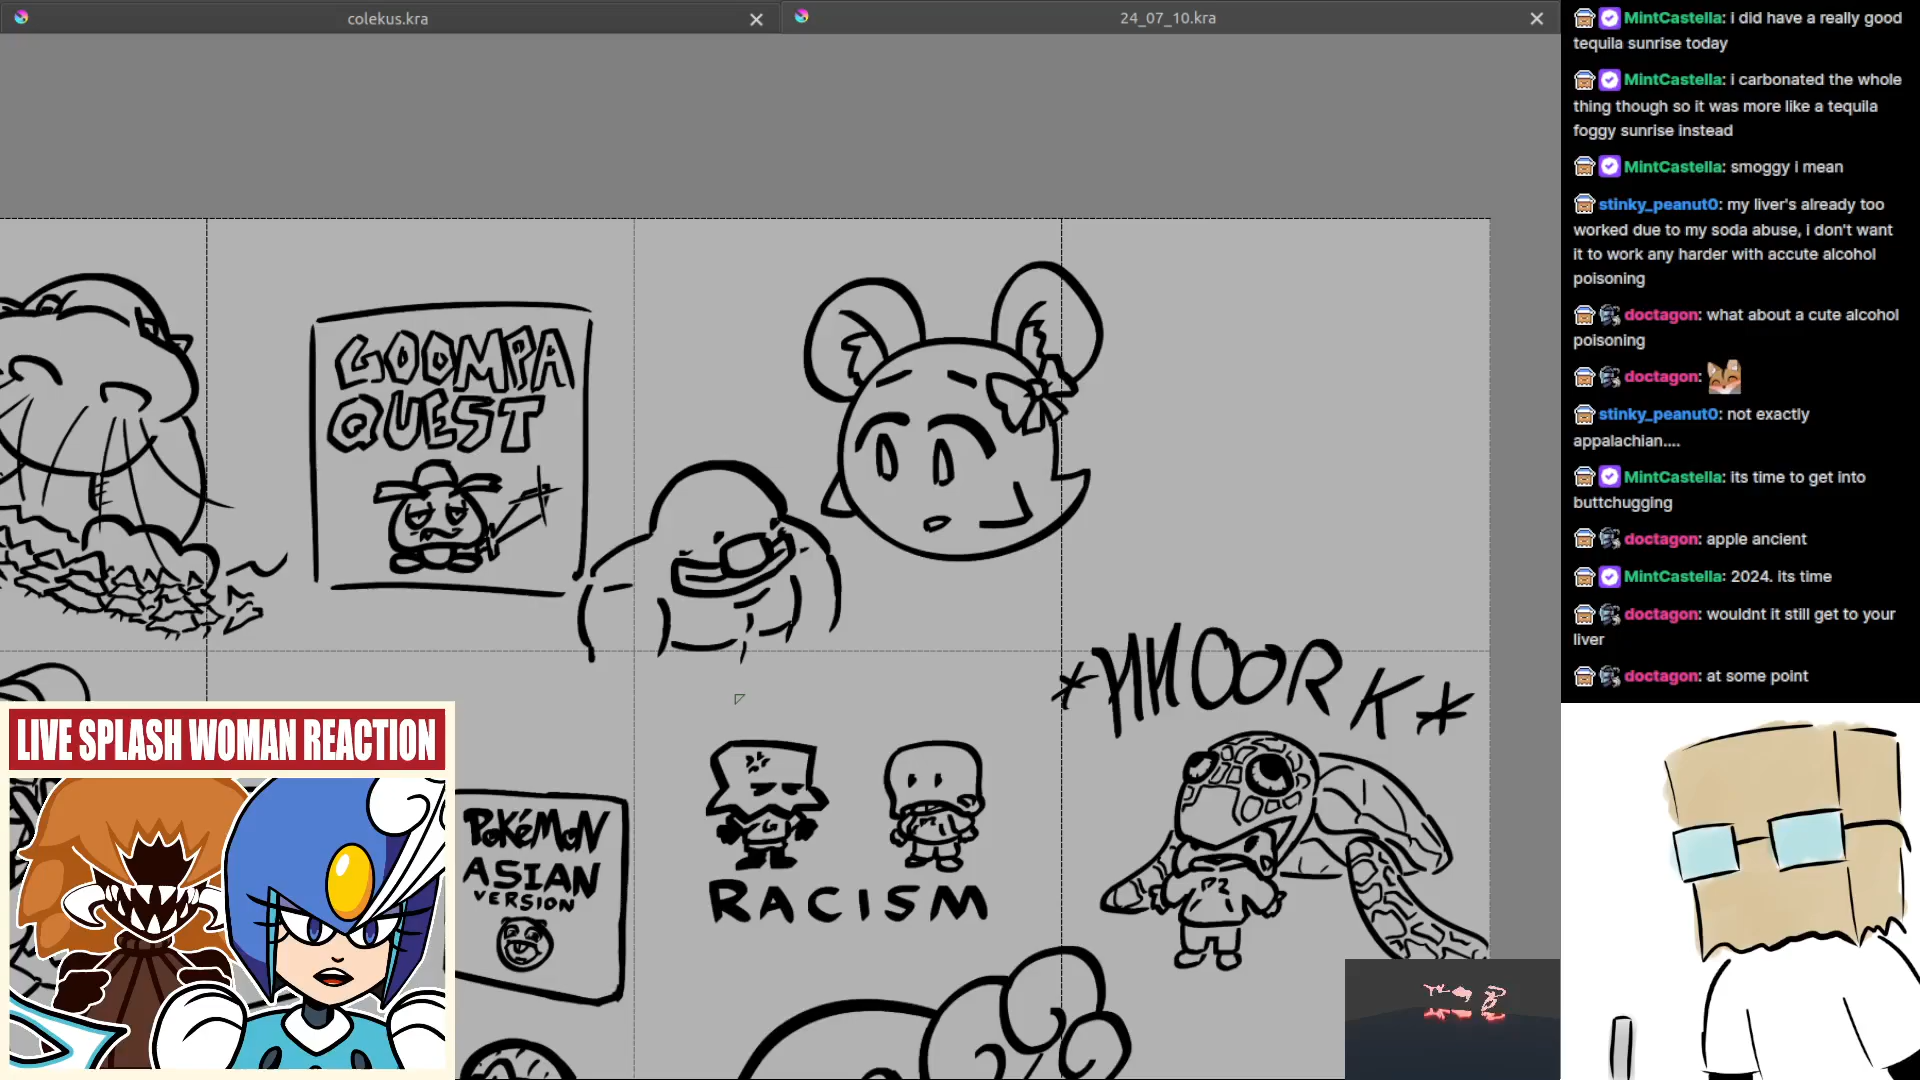 colekus.kra
24_07_10.kra
GOOMPA
QUEST
*HNOORK*
POKÉMON
ASIAN
VERSION
RACISM
PZ
LIVE SPLASH WOMAN REACTION
MintCastella: i did have a really good
tequila sunrise today
MintCastella: i carbonated the whole
thing though so it was more like a tequila
foggy sunrise instead
MintCastella: smoggy i mean
stinky_peanut0: my liver's already too
worked due to my soda abuse, i don't want
it to work any harder with accute alcohol
poisoning
doctagon: what about a cute alcohol
poisoning
doctagon:
stinky_peanut0: not exactly
appalachian....
MintCastella: its time to get into
buttchugging
doctagon: apple ancient
MintCastella: 2024. its time
doctagon: wouldnt it still get to your
liver
doctagon: at some point